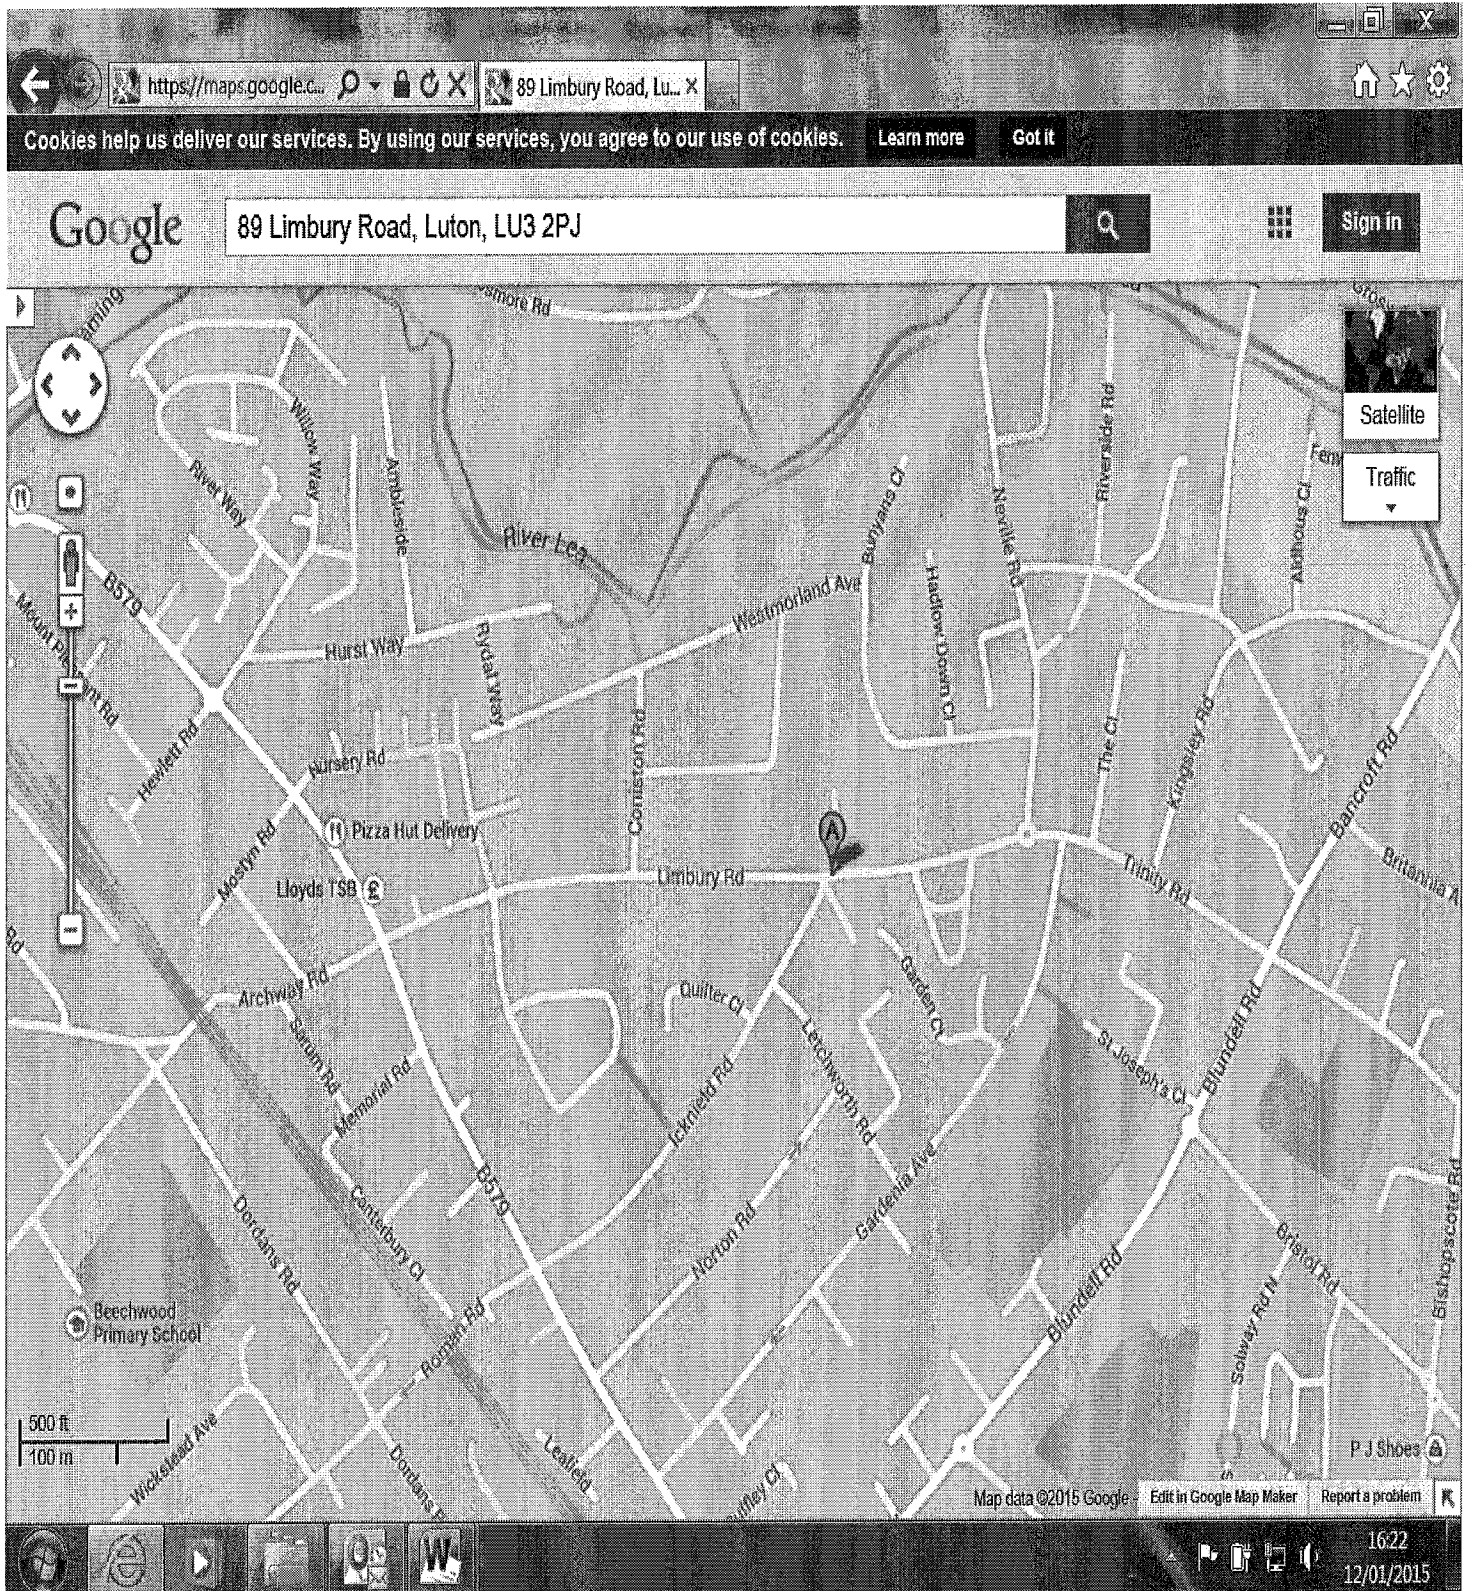 https://maps.google.c...
89 Limbury Road, Lu...
Cookies help us deliver our services. By using our services, you agree to our use of cookies.
Learn more
Got it
Google
89 Limbury Road, Luton, LU3 2PJ
Sign in
Satellite
Traffic
Willow Way
River Way
Ambleside
River Lea
Bunyans Cl
Neville Rd
Riverside Rd
Althous Cl
B579
Mount Pleasant Rd
Hurst Way
Rydal Way
Westmorland Ave
Hadlow Down Cl
Hewlett Rd
Nursery Rd
Coniston Rd
The Cl
Kingsley Rd
Bancroft Rd
Pizza Hut Delivery
Mostyn Rd
Lloyds TSB
A
Limbury Rd
Trinity Rd
Britannia A
Rd
Archway Rd
Quilter Cl
Garden Ct
Sarum Rd
Memorial Rd
Icknield Rd
Letchworth Rd
St Joseph's Cl
Blundell Rd
B579
Dordans Rd
Canterbury Cl
Norton Rd
Gardenia Ave
Blundell Rd
Bristol Rd
Bishopscote Rd
Solway Rd N
Beechwood
Primary School
Roman Rd
500 ft
100 m
Wickstead Ave
Dordans R
Leafield
P J Shoes
Map data ©2015 Google -
Edit in Google Map Maker
Report a problem
16:22
12/01/2015